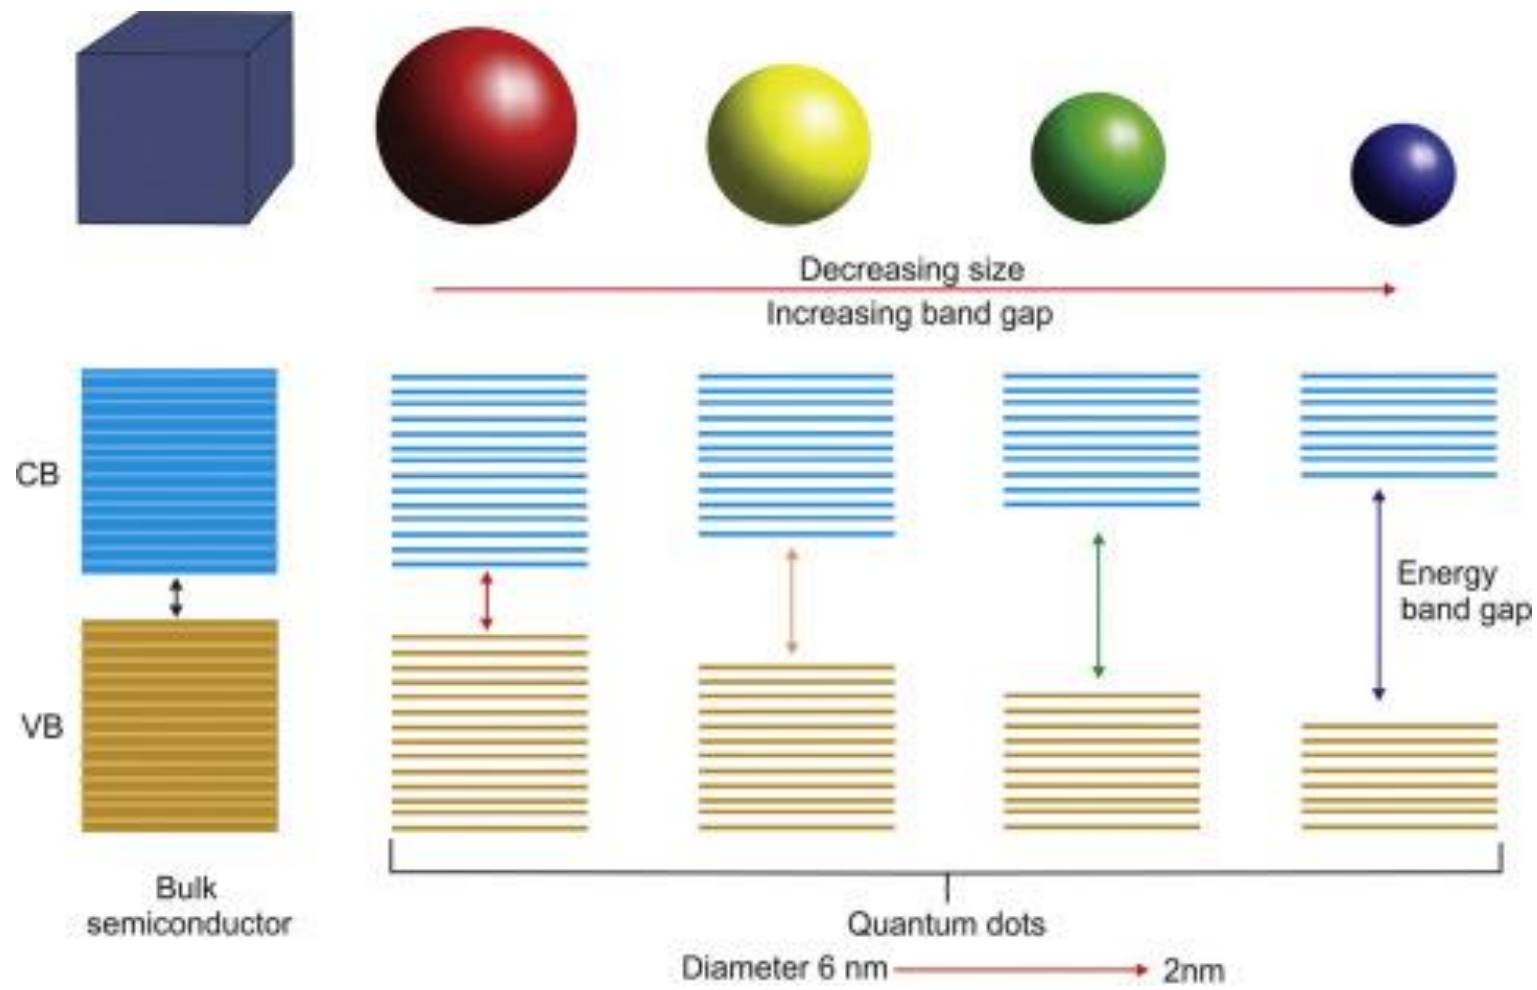 Decreasing size
Increasing band gap
CB
Energy
band gap
VB
Bulk
semiconductor
Quantum dots
Diameter 6 nm 2nm